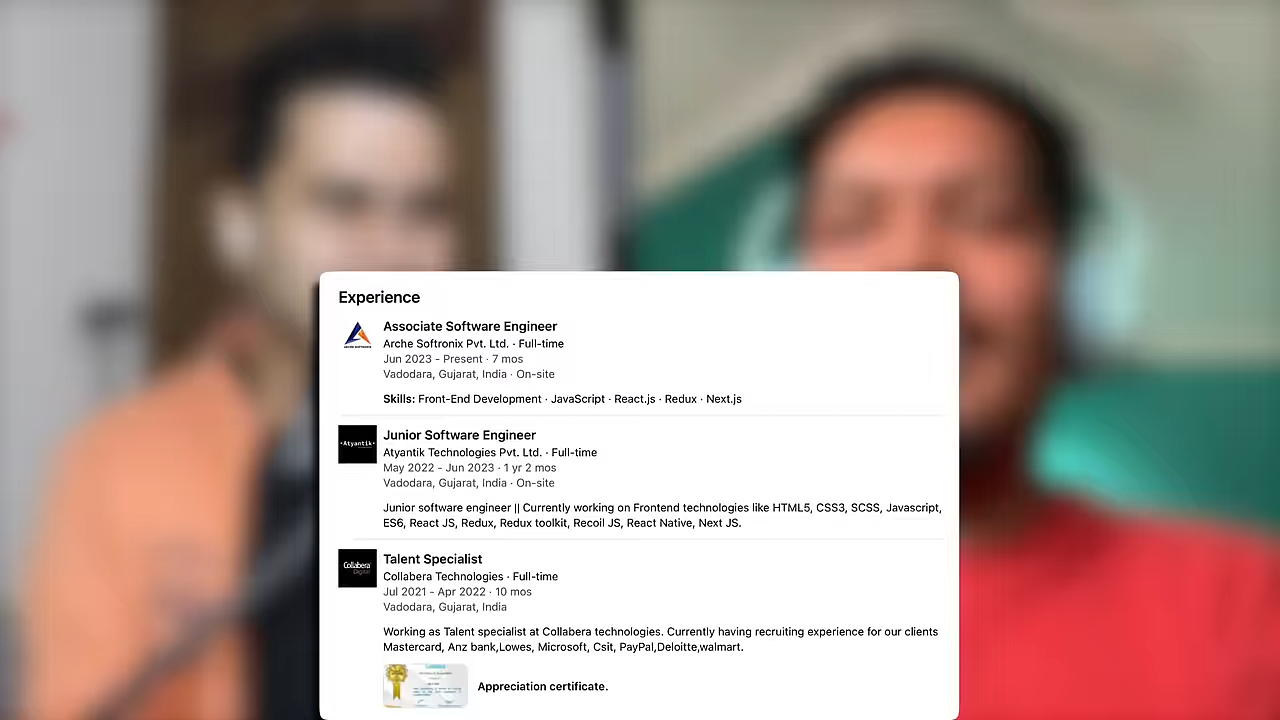 Experience
Associate Software Engineer
Arche Softronix Pvt. Ltd. · Full-time
Jun 2023 - Present · 7 mos
Vadodara, Gujarat, India · On-site
Skills: Front-End Development · JavaScript · React.js · Redux · Next.js
Junior Software Engineer
Atyantik Technologies Pvt. Ltd. · Full-time
May 2022 - Jun 2023 · 1 yr 2 mos
Vadodara, Gujarat, India · On-site
Junior software engineer || Currently working on Frontend technologies like HTML5, CSS3, SCSS, Javascript,
ES6, React JS, Redux, Redux toolkit, Recoil JS, React Native, Next JS.
Talent Specialist
Collabera Technologies · Full-time
Jul 2021 - Apr 2022 · 10 mos
Vadodara, Gujarat, India
Working as Talent specialist at Collabera technologies. Currently having recruiting experience for our clients
Mastercard, Anz bank,Lowes, Microsoft, Csit, PayPal,Deloitte,walmart.
Appreciation certificate.
ARCHE SOFTRONIX
Atyantik
Collabera
Digital